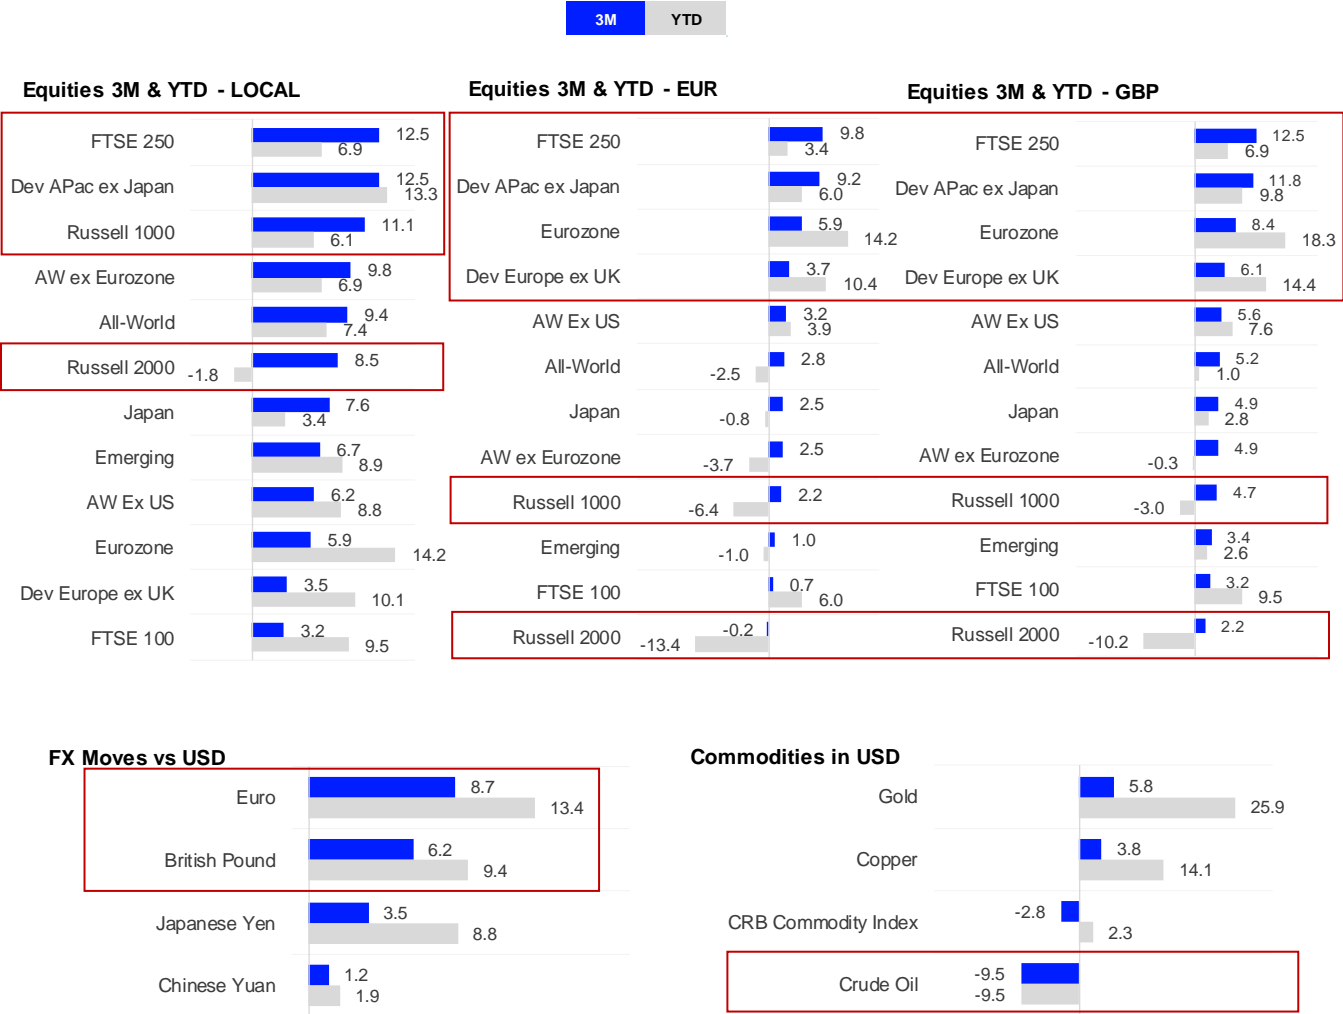 3M YTD
Equities 3M & YTD - LOCAL
FTSE 250 12.5 6.9
Dev APac ex Japan 12.5 13.3
Russell 1000 11.1 6.1
AW ex Eurozone 9.8 6.9
All-World 9.4 7.4
Russell 2000 8.5 -1.8
Japan 7.6 3.4
Emerging 6.7 8.9
AW Ex US 6.2 8.8
Eurozone 5.9 14.2
Dev Europe ex UK 3.5 10.1
FTSE 100 3.2 9.5
Equities 3M & YTD - EUR
FTSE 250 9.8 3.4
Dev APac ex Japan 9.2 6.0
Eurozone 5.9 14.2
Dev Europe ex UK 3.7 10.4
AW Ex US 3.2 3.9
All-World 2.8 -2.5
Japan 2.5 -0.8
AW ex Eurozone 2.5 -3.7
Russell 1000 2.2 -6.4
Emerging 1.0 -1.0
FTSE 100 0.7 6.0
Russell 2000 -0.2 -13.4
Equities 3M & YTD - GBP
FTSE 250 12.5 6.9
Dev APac ex Japan 11.8 9.8
Eurozone 8.4 18.3
Dev Europe ex UK 6.1 14.4
AW Ex US 5.6 7.6
All-World 5.2 1.0
Japan 4.9 2.8
AW ex Eurozone 4.9 -0.3
Russell 1000 4.7 -3.0
Emerging 3.4 2.6
FTSE 100 3.2 9.5
Russell 2000 2.2 -10.2
FX Moves vs USD
Euro 8.7 13.4
British Pound 6.2 9.4
Japanese Yen 3.5 8.8
Chinese Yuan 1.2 1.9
Commodities in USD
Gold 5.8 25.9
Copper 3.8 14.1
CRB Commodity Index -2.8 2.3
Crude Oil -9.5 -9.5